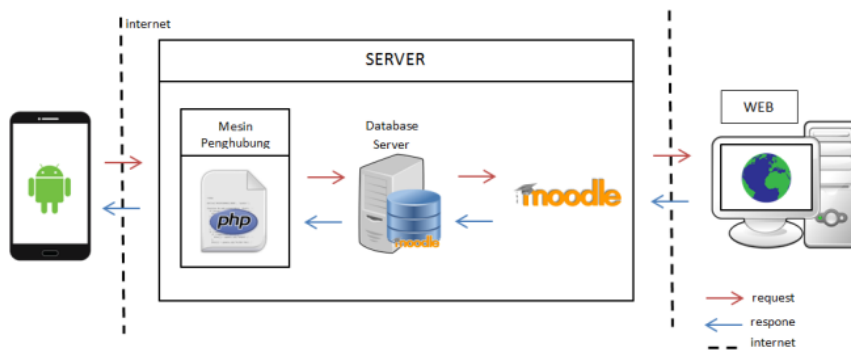 internet
SERVER
Mesin
Penghubung
php
Database
Server
moodle
moodle
WEB
request
respone
internet